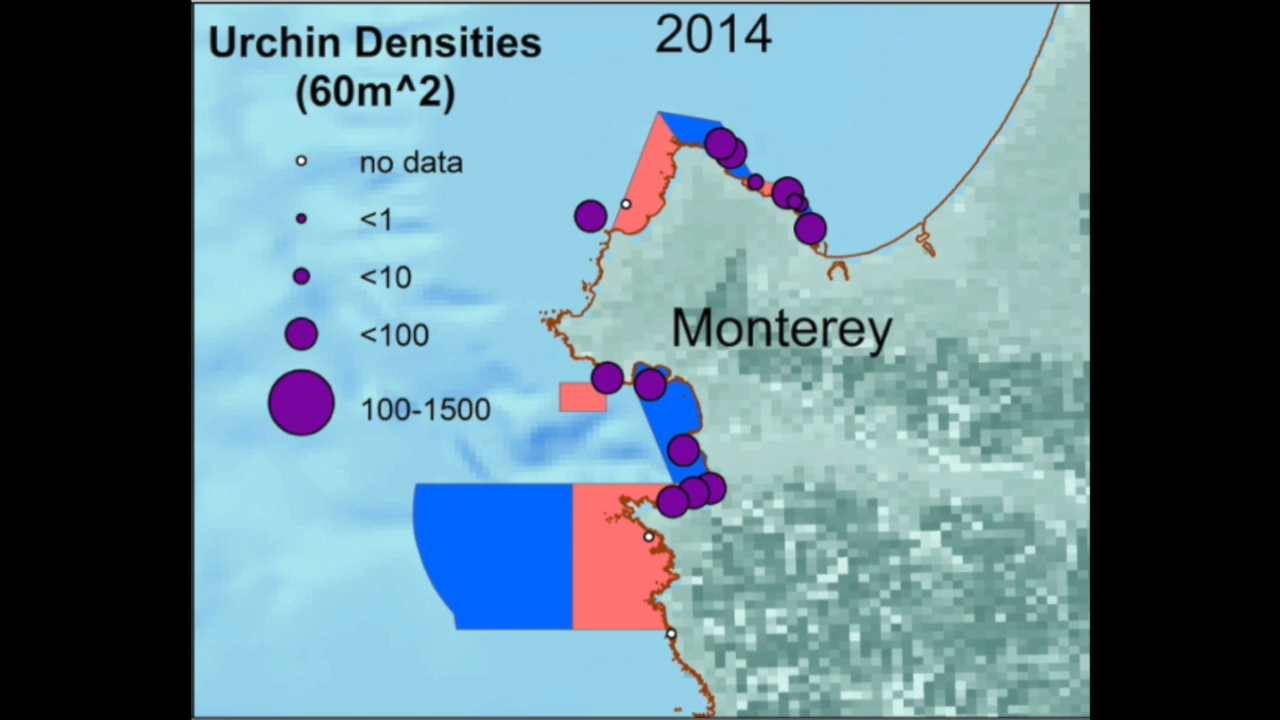 Urchin Densities
(60m^2)
2014
no data
<1
<10
<100
100-1500
Monterey